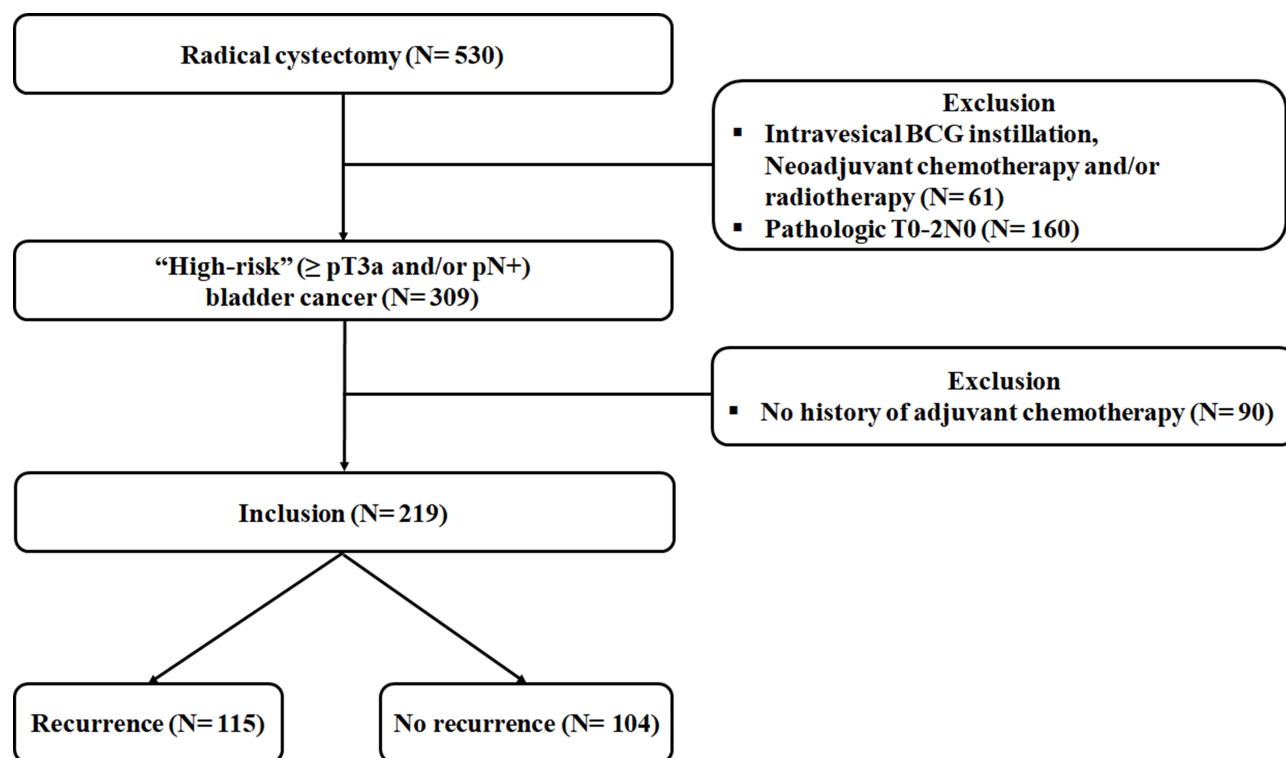 Radical cystectomy (N= 530)
Exclusion
▪ Intravesical BCG instillation,
Neoadjuvant chemotherapy and/or
radiotherapy (N= 61)
▪ Pathologic T0-2N0 (N= 160)
“High-risk” (≥ pT3a and/or pN+)
bladder cancer (N= 309)
Exclusion
▪ No history of adjuvant chemotherapy (N= 90)
Inclusion (N= 219)
Recurrence (N= 115)
No recurrence (N= 104)